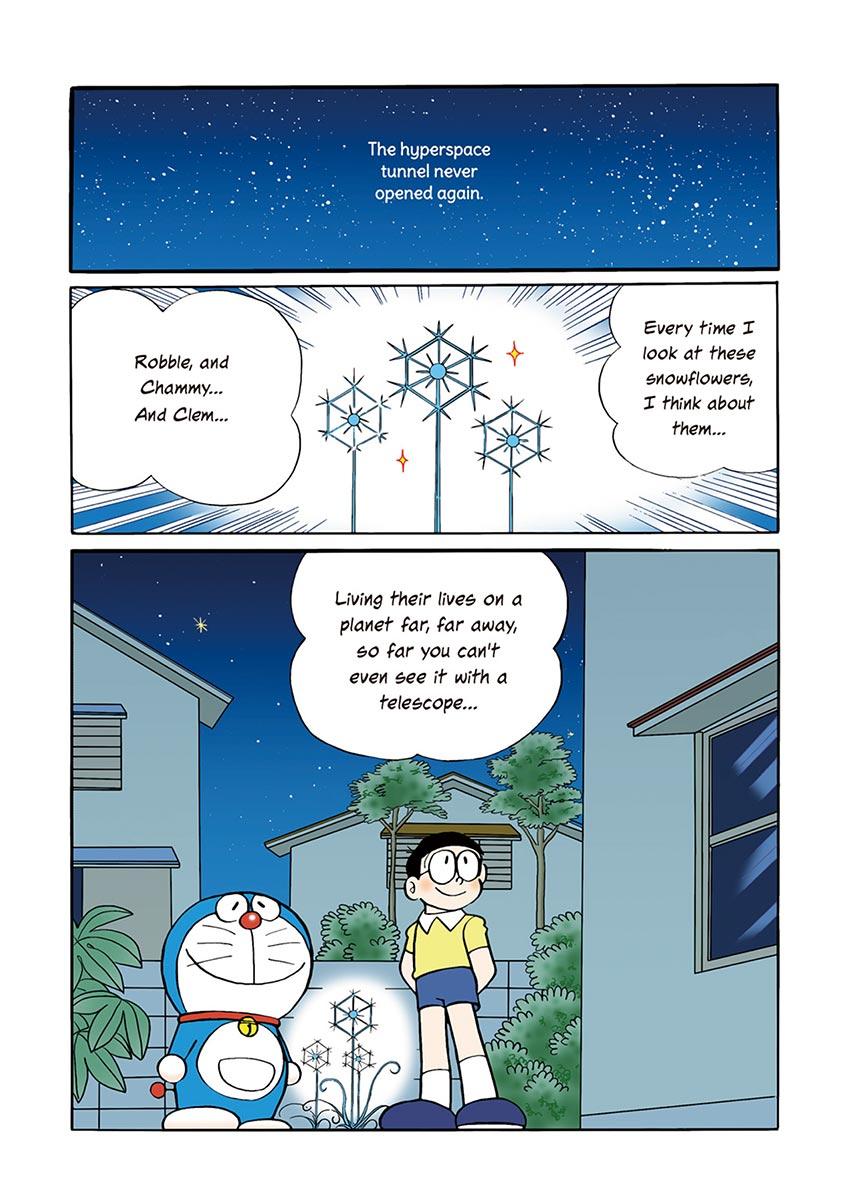 The hyperspace
tunnel never
opened again.
Every time I
look at these
snowflowers,
I think about
them...
Robble, and
Chammy...
And Clem...
Living their lives on a
planet far, far away,
so far you can't
even see it with a
telescope...